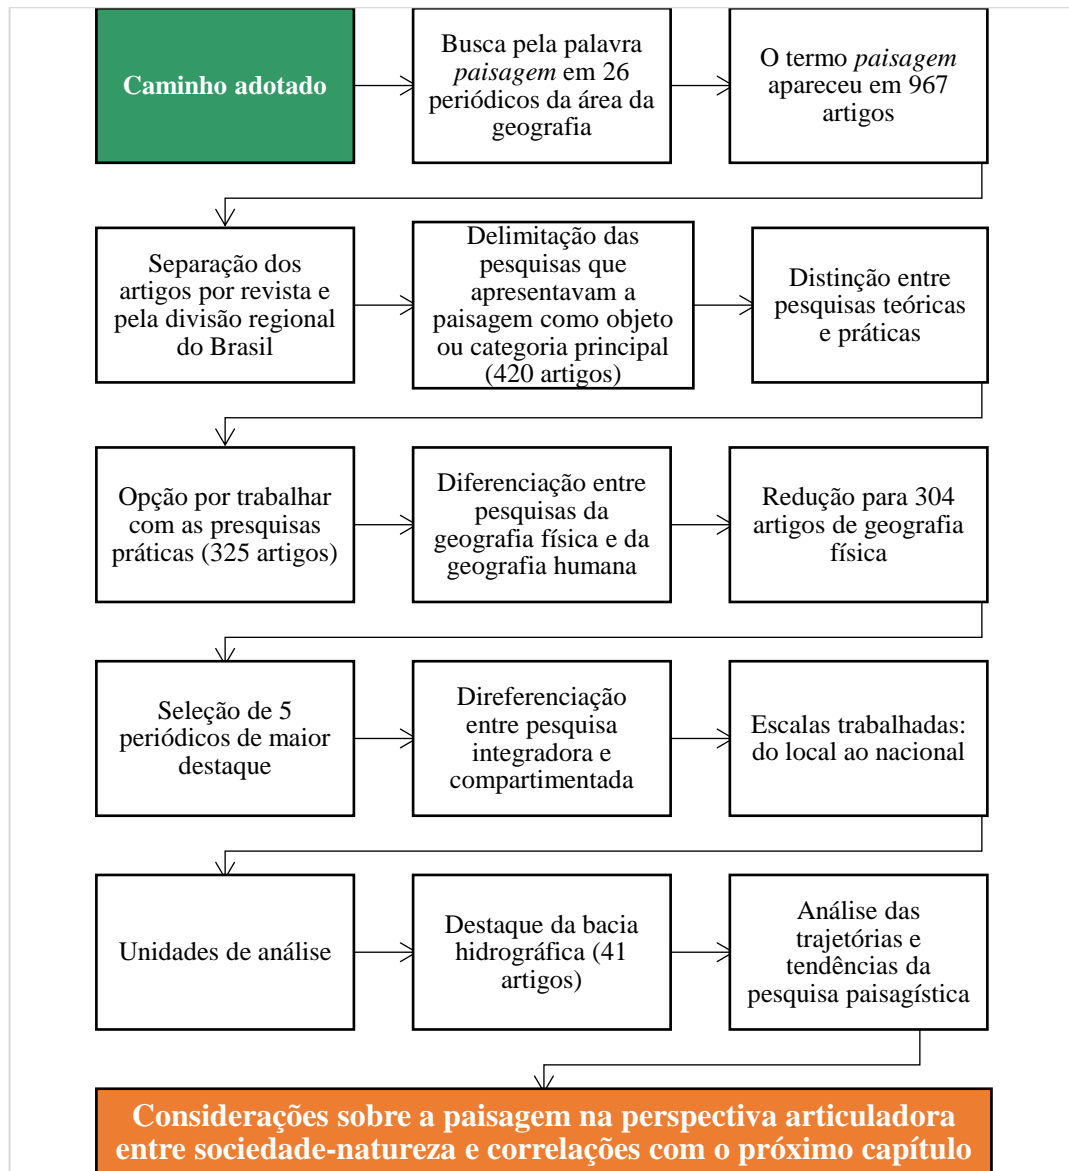 Caminho adotado
Busca pela palavra
paisagem em 26
periódicos da área da
geografia
O termo paisagem
apareceu em 967
artigos
Separação dos
artigos por revista e
pela divisão regional
do Brasil
Delimitação das
pesquisas que
apresentavam a
paisagem como objeto
ou categoria principal
(420 artigos)
Distinção entre
pesquisas teóricas
e práticas
Opção por trabalhar
com as presquisas
práticas (325 artigos)
Diferenciação entre
pesquisas da
geografia física e da
geografia humana
Redução para 304
artigos de geografia
física
Seleção de 5
periódicos de maior
destaque
Direferenciação
entre pesquisa
integradora e
compartimentada
Escalas trabalhadas:
do local ao nacional
Unidades de análise
Destaque da bacia
hidrográfica (41
artigos)
Análise das
trajetórias e
tendências da
pesquisa paisagística
Considerações sobre a paisagem na perspectiva articuladora
entre sociedade-natureza e correlações com o próximo capítulo